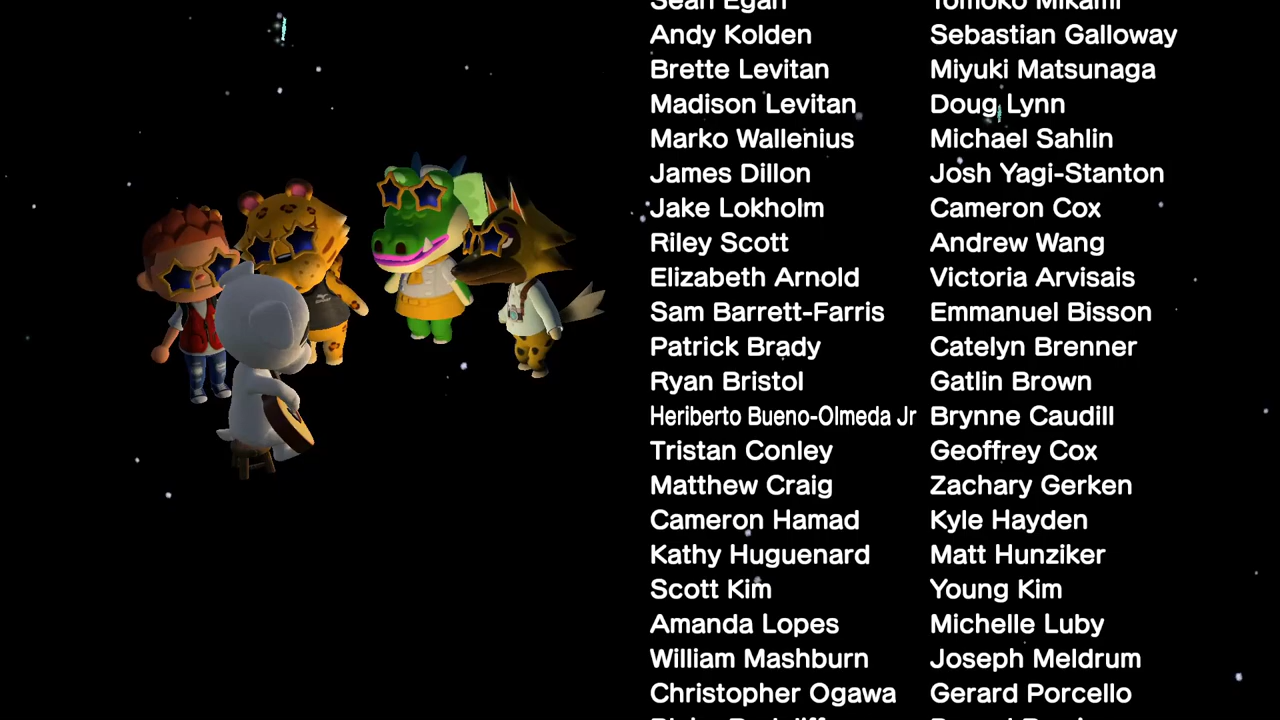 Sean Egan Tomoko Mikami
Andy Kolden Sebastian Galloway
Brette Levitan Miyuki Matsunaga
Madison Levitan Doug Lynn
Marko Wallenius Michael Sahlin
James Dillon Josh Yagi-Stanton
Jake Lokholm Cameron Cox
Riley Scott Andrew Wang
Elizabeth Arnold Victoria Arvisais
Sam Barrett-Farris Emmanuel Bisson
Patrick Brady Catelyn Brenner
Ryan Bristol Gatlin Brown
Heriberto Bueno-Olmeda Jr Brynne Caudill
Tristan Conley Geoffrey Cox
Matthew Craig Zachary Gerken
Cameron Hamad Kyle Hayden
Kathy Huguenard Matt Hunziker
Scott Kim Young Kim
Amanda Lopes Michelle Luby
William Mashburn Joseph Meldrum
Christopher Ogawa Gerard Porcello